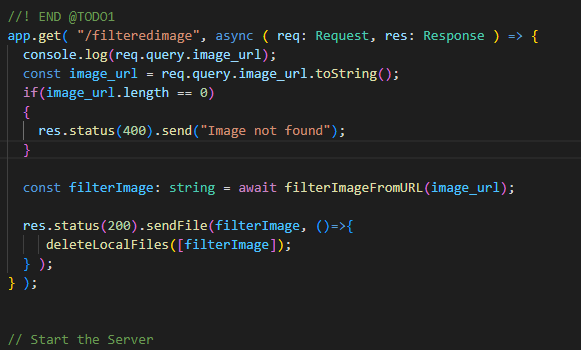 //! END @TODO1
app.get( "/filteredimage", async ( req: Request, res: Response ) => {
  console.log(req.query.image_url);
  const image_url = req.query.image_url.toString();
  if(image_url.length == 0)
  {
    res.status(400).send("Image not found");
  }
  const filterImage: string = await filterImageFromURL(image_url);
  res.status(200).sendFile(filterImage, ()=>{
     deleteLocalFiles([filterImage]);
  } );
} );
// Start the Server